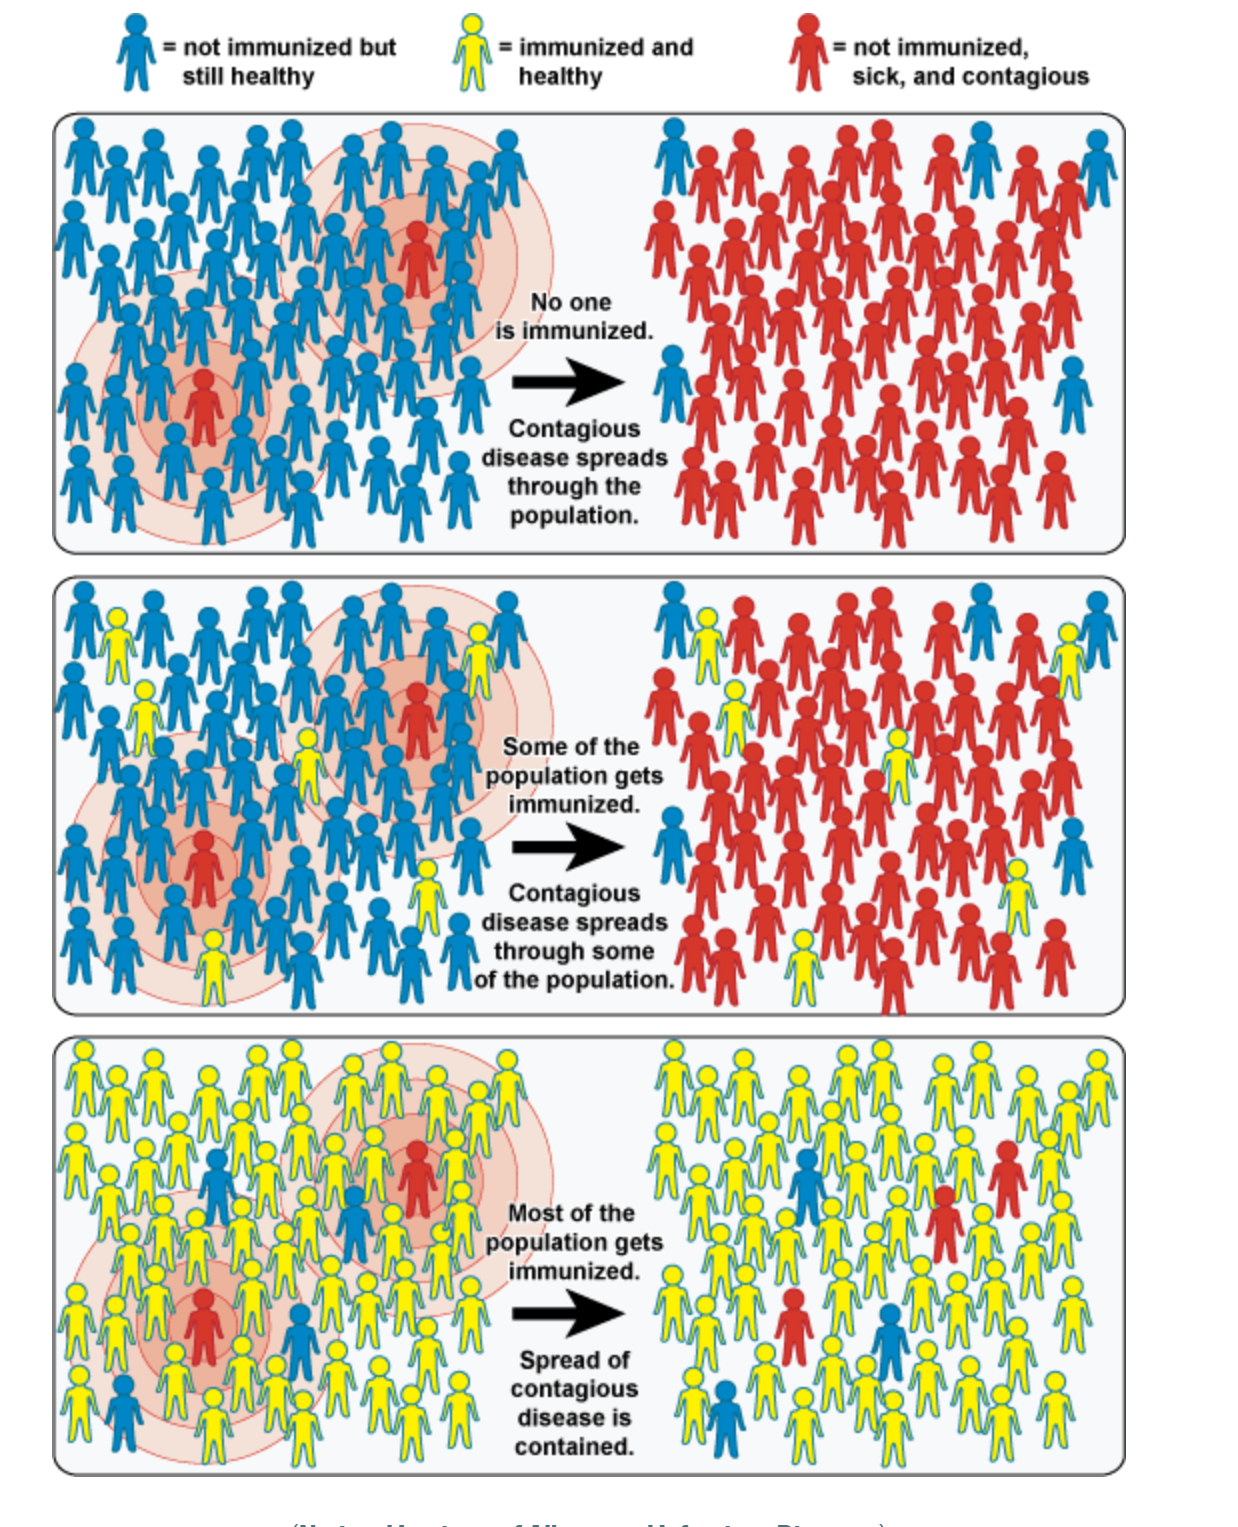 = not immunized but
still healthy
= immunized and
healthy
= not immunized,
sick, and contagious
No one
is immunized.
Contagious
disease spreads
through the
population.
Some of the
population gets
immunized.
Contagious
disease spreads
through some
of the population.
Most of the
population gets
immunized.
Spread of
contagious
disease is
contained.